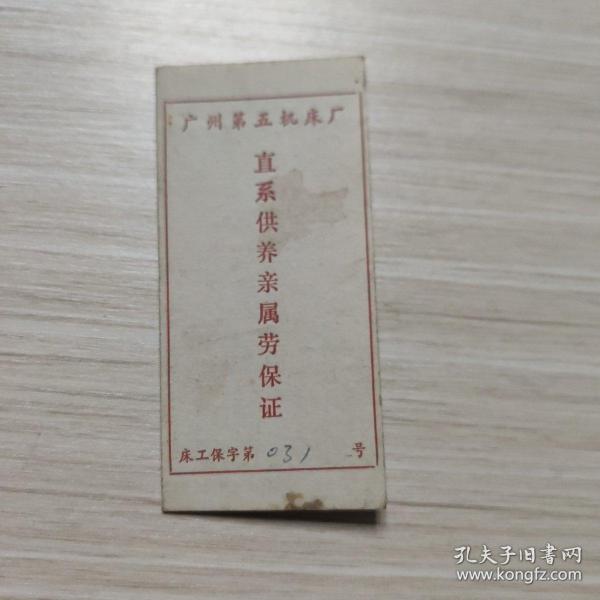 广州第五机床厂
直系供养亲属劳保证
床工保字第 031 号
孔夫子旧书网
www.kongfz.com